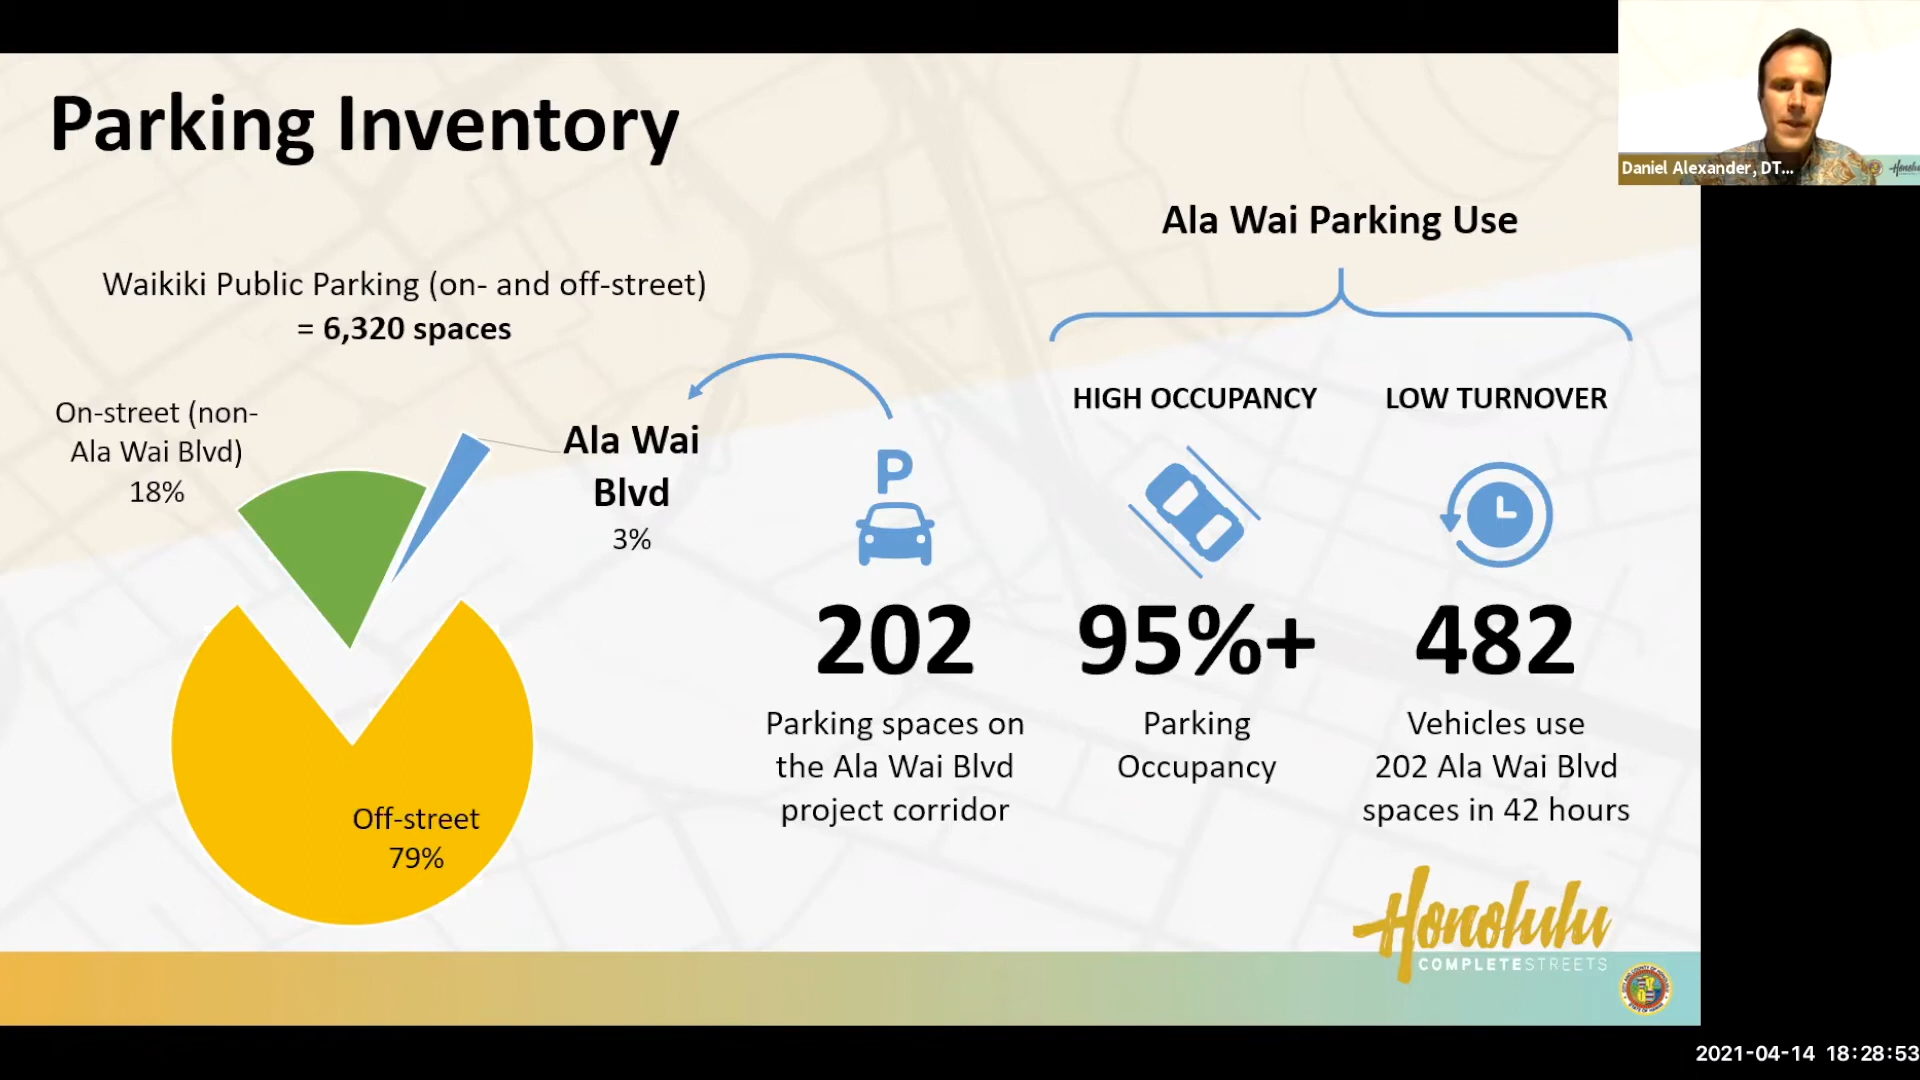 Parking Inventory
Daniel Alexander, DT...
Waikiki Public Parking (on- and off-street)
= 6,320 spaces
On-street (non-
Ala Wai Blvd)
18%
Ala Wai
Blvd
3%
Off-street
79%
P
202
Parking spaces on
the Ala Wai Blvd
project corridor
Ala Wai Parking Use
HIGH OCCUPANCY
95%+
Parking
Occupancy
LOW TURNOVER
482
Vehicles use
202 Ala Wai Blvd
spaces in 42 hours
Honolulu
COMPLETESTREETS
2021-04-14 18:28:53